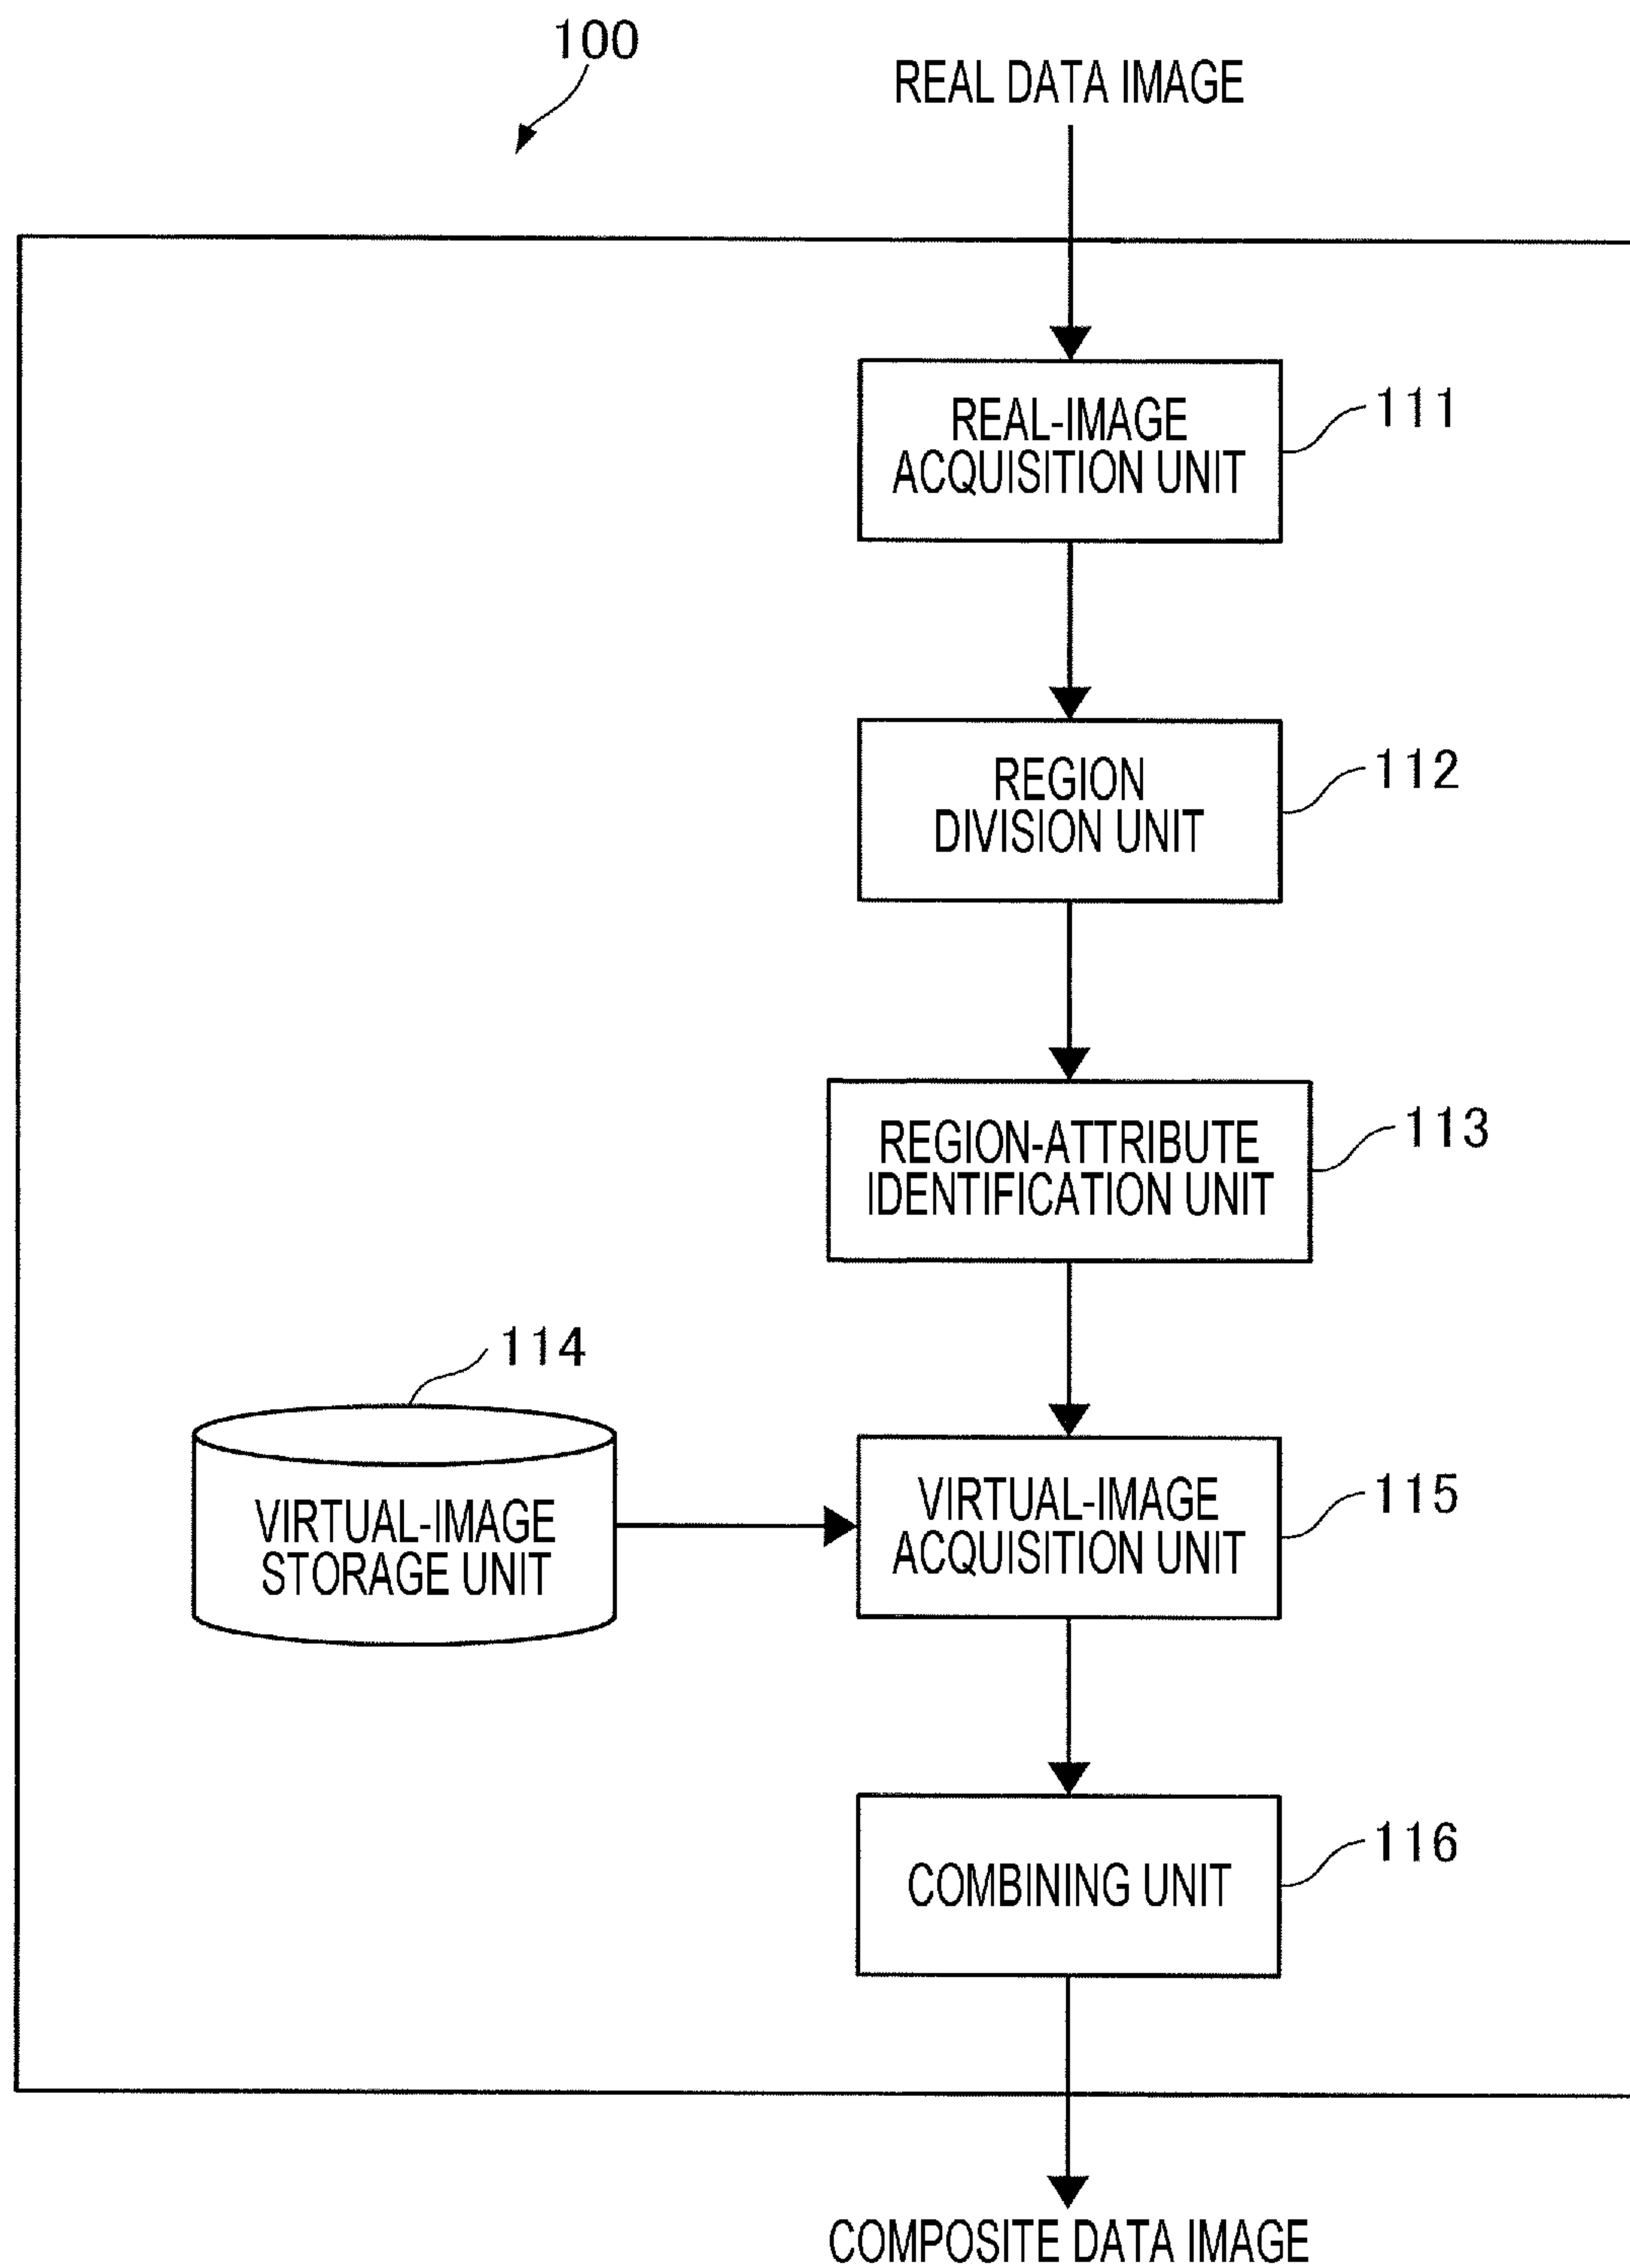 100
REAL DATA IMAGE
REAL-IMAGE
ACQUISITION UNIT
111
REGION
DIVISION UNIT
112
REGION-ATTRIBUTE
IDENTIFICATION UNIT
113
114
VIRTUAL-IMAGE
STORAGE UNIT
VIRTUAL-IMAGE
ACQUISITION UNIT
115
COMBINING UNIT
116
COMPOSITE DATA IMAGE